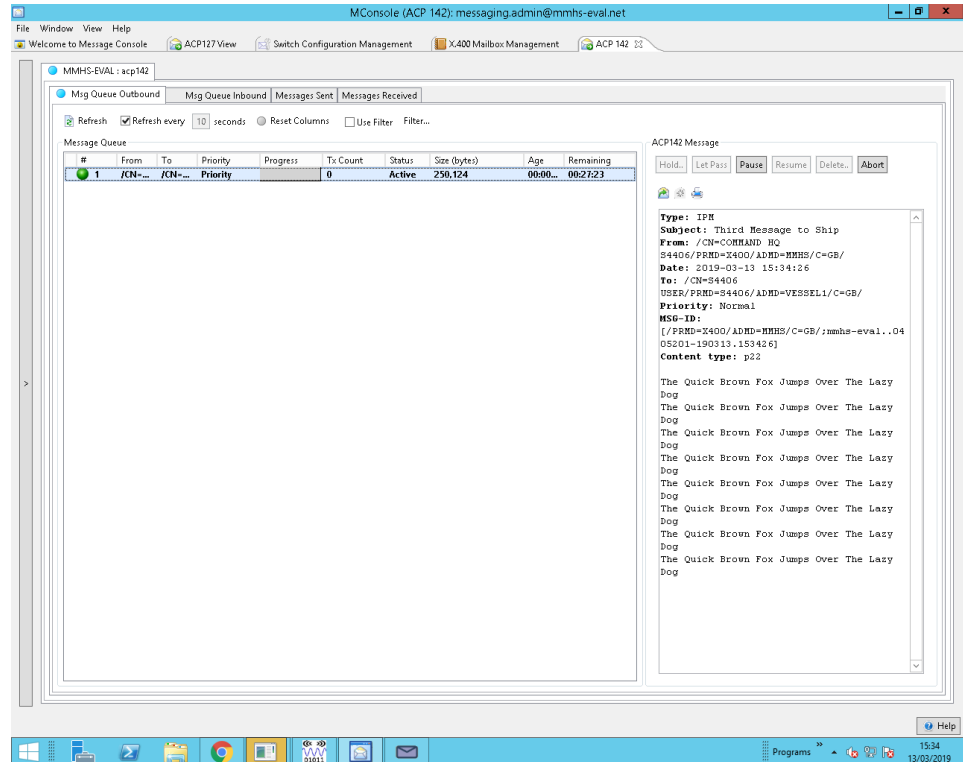 MConsole (ACP 142): messaging.admin@mmhs-eval.net
File Window View Help
Welcome to Message Console ACP127 View Switch Configuration Management X.400 Mailbox Management ACP 142
MMHS-EVAL : acp142
Msg Queue Outbound Msg Queue Inbound Messages Sent Messages Received
Refresh Refresh every 10 seconds Reset Columns Use Filter Filter...
Message Queue
# From To Priority Progress Tx Count Status Size (bytes) Age Remaining
1 /CN=... /CN=... Priority 0 Active 250,124 00:00... 00:27:23
ACP142 Message
Hold.. Let Pass Pause Resume Delete.. Abort
Type: IPM
Subject: Third Message to Ship
From: /CN=COMMAND HQ
S4406/PRMD=X400/ADMD=MMHS/C=GB/
Date: 2019-03-13 15:34:26
To: /CN=S4406
USER/PRMD=S4406/ADMD=VESSEL1/C=GB/
Priority: Normal
MSG-ID:
[/PRMD=X400/ADMD=MMHS/C=GB/;mmhs-eval..04
05201-190313.153426]
Content type: p22
The Quick Brown Fox Jumps Over The Lazy
Dog
The Quick Brown Fox Jumps Over The Lazy
Dog
The Quick Brown Fox Jumps Over The Lazy
Dog
The Quick Brown Fox Jumps Over The Lazy
Dog
The Quick Brown Fox Jumps Over The Lazy
Dog
The Quick Brown Fox Jumps Over The Lazy
Dog
The Quick Brown Fox Jumps Over The Lazy
Dog
The Quick Brown Fox Jumps Over The Lazy
Dog
Help
01011
Programs
15:34
13/03/2019